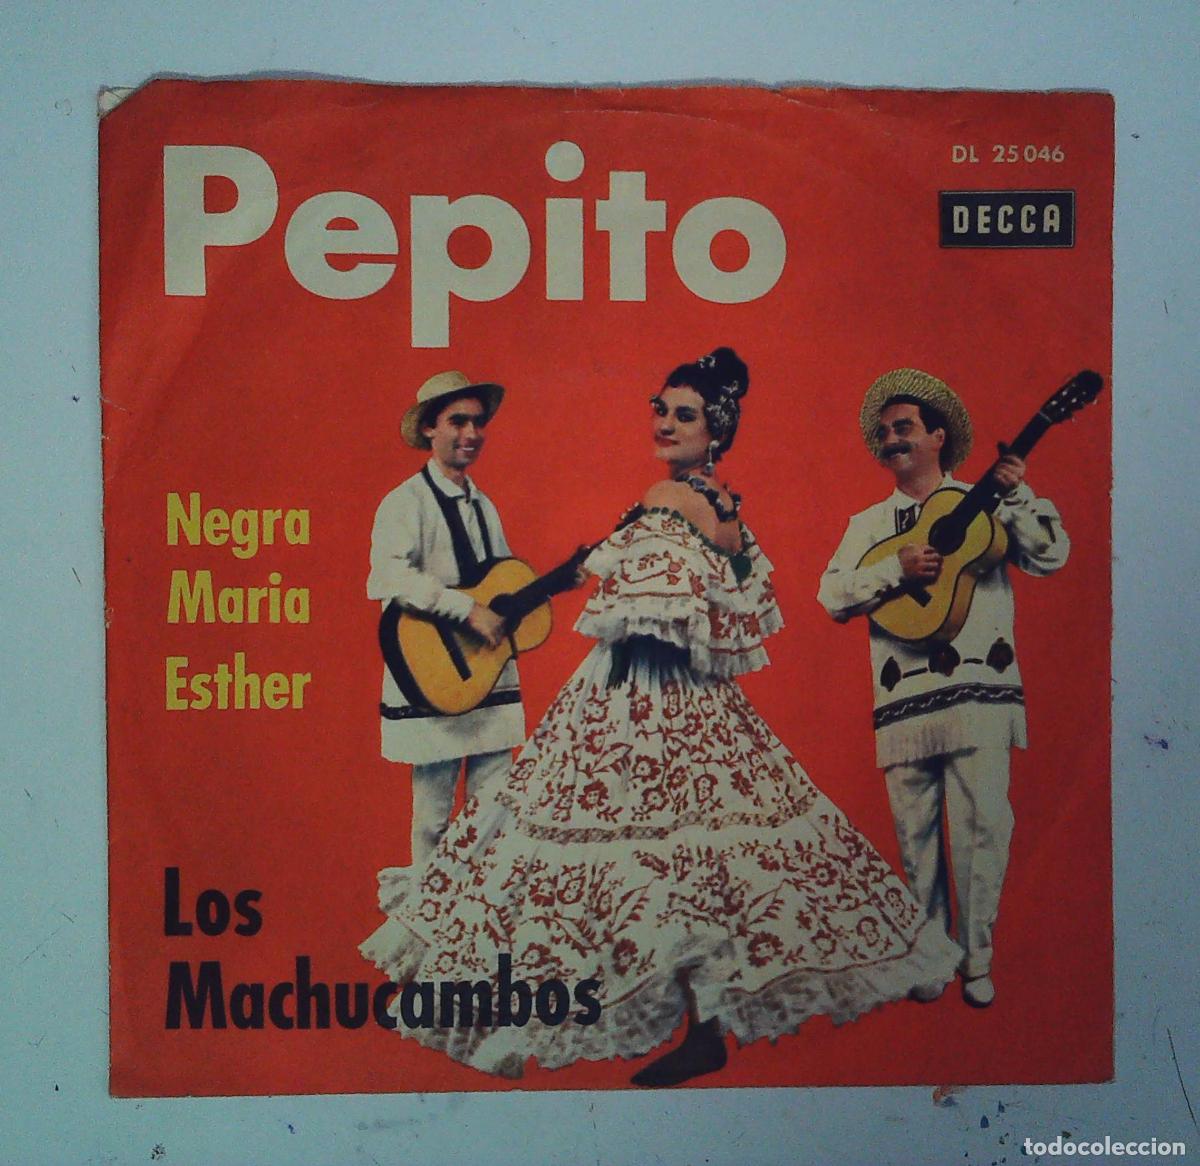 Pepito
DL 25 046
DECCA
Negra
Maria
Esther
Los
Machucambos
todocoleccion